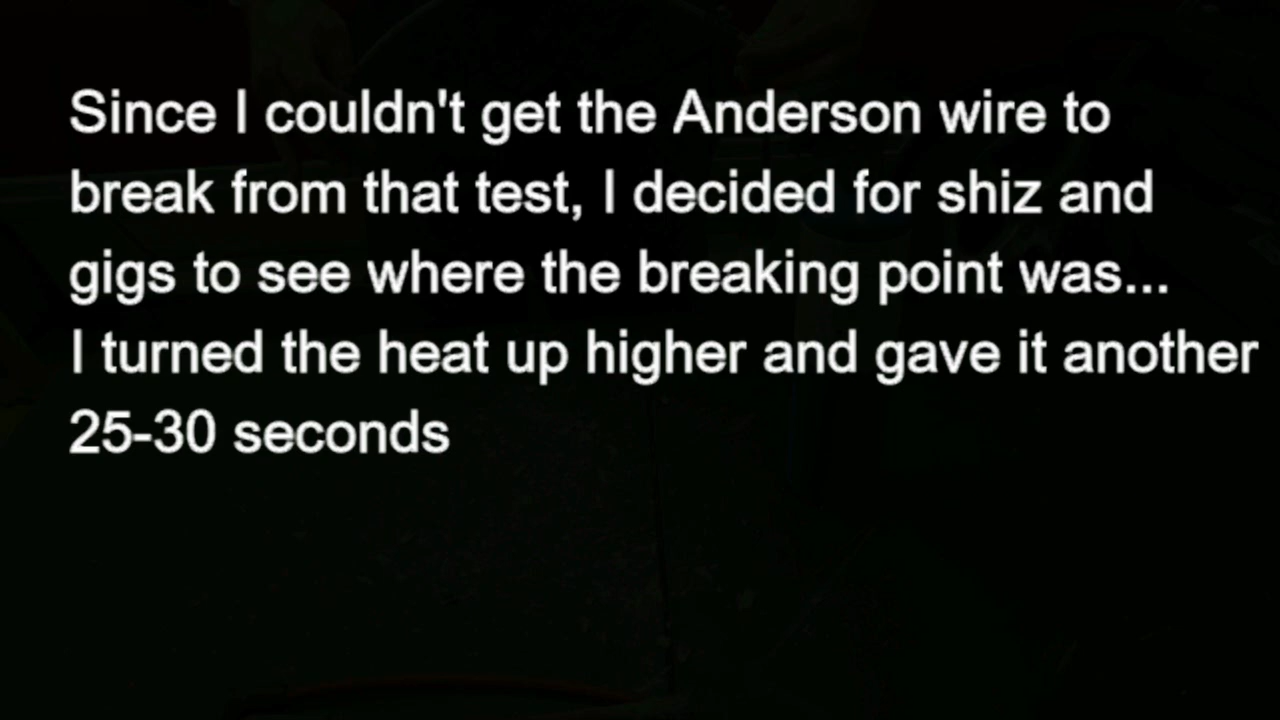 Since I couldn't get the Anderson wire to
break from that test, I decided for shiz and
gigs to see where the breaking point was...
I turned the heat up higher and gave it another
25-30 seconds